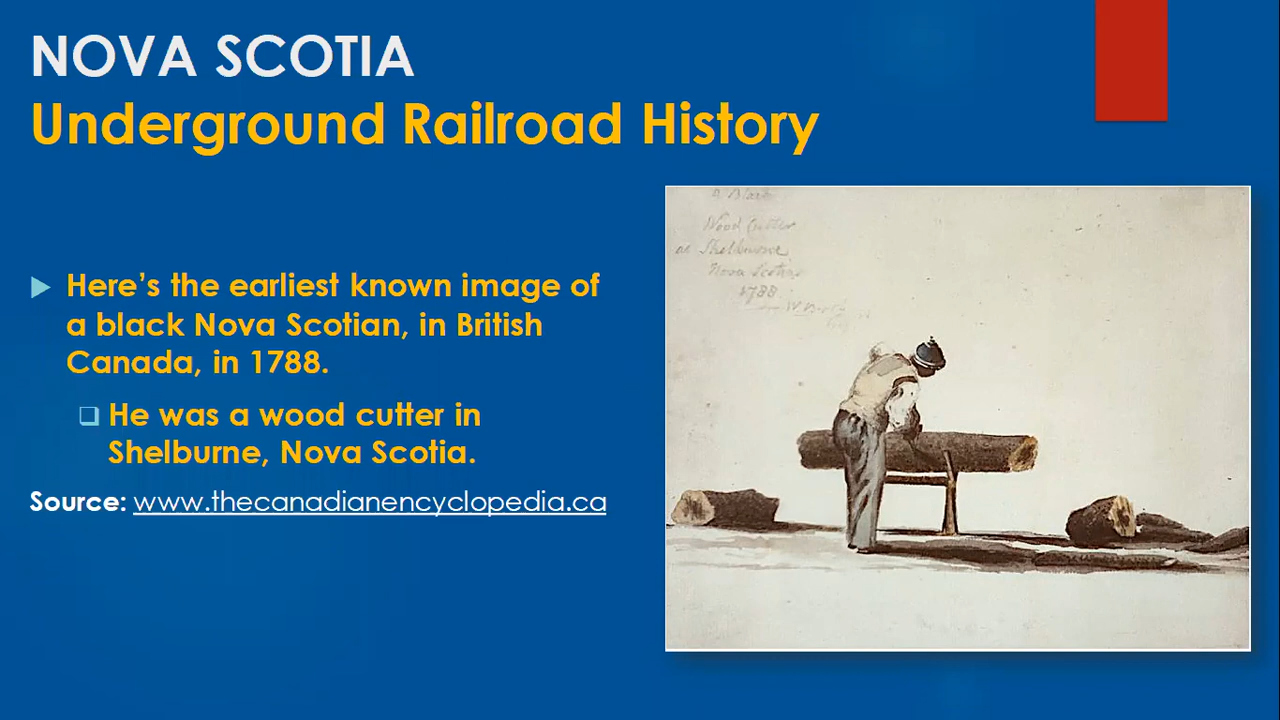 NOVA SCOTIA
Underground Railroad History
Here’s the earliest known image of
a black Nova Scotian, in British
Canada, in 1788.
He was a wood cutter in
Shelburne, Nova Scotia.
Source: www.thecanadianencyclopedia.ca
a Black
Wood Cutter
at Shelburne
Nova Scotia
1788